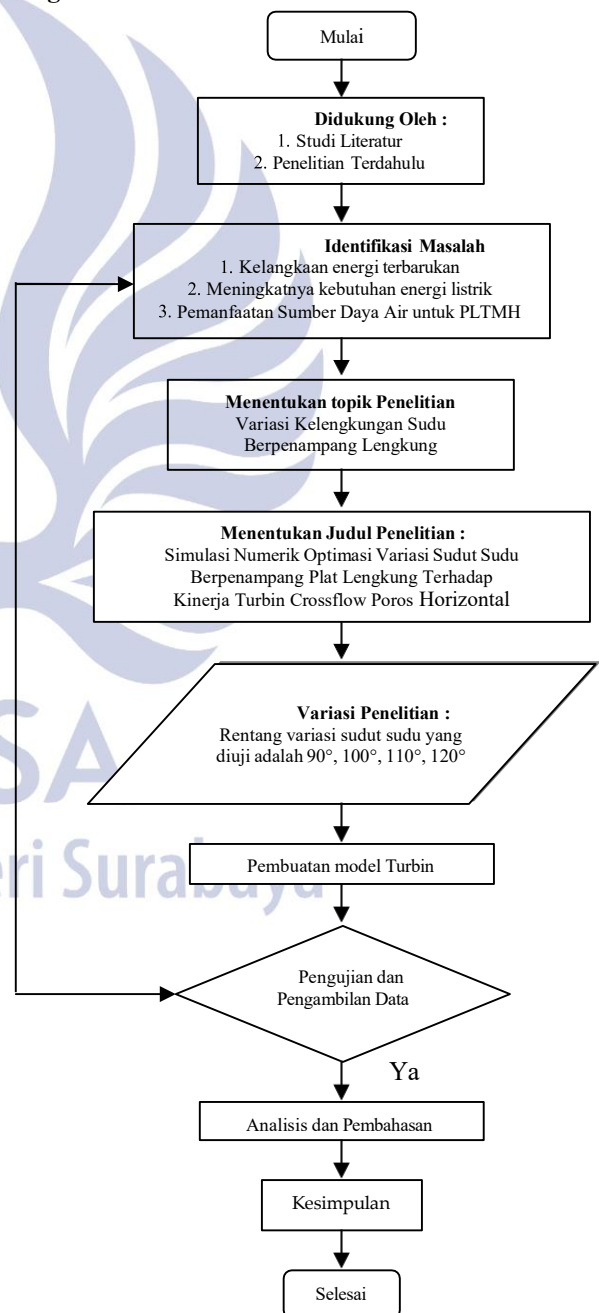 Mulai
Didukung Oleh :
1. Studi Literatur
2. Penelitian Terdahulu
Identifikasi Masalah
1. Kelangkaan energi terbarukan
2. Meningkatnya kebutuhan energi listrik
3. Pemanfaatan Sumber Daya Air untuk PLTMH
Menentukan topik Penelitian
Variasi Kelengkungan Sudu
Berpenampang Lengkung
Menentukan Judul Penelitian :
Simulasi Numerik Optimasi Variasi Sudut Sudu
Berpenampang Plat Lengkung Terhadap
Kinerja Turbin Crossflow Poros Horizontal
Variasi Penelitian :
Rentang variasi sudut sudu yang
diuji adalah 90°, 100°, 110°, 120°
SA
eri Surabaya
Pembuatan model Turbin
Pengujian dan
Pengambilan Data
Ya
Analisis dan Pembahasan
Kesimpulan
Selesai